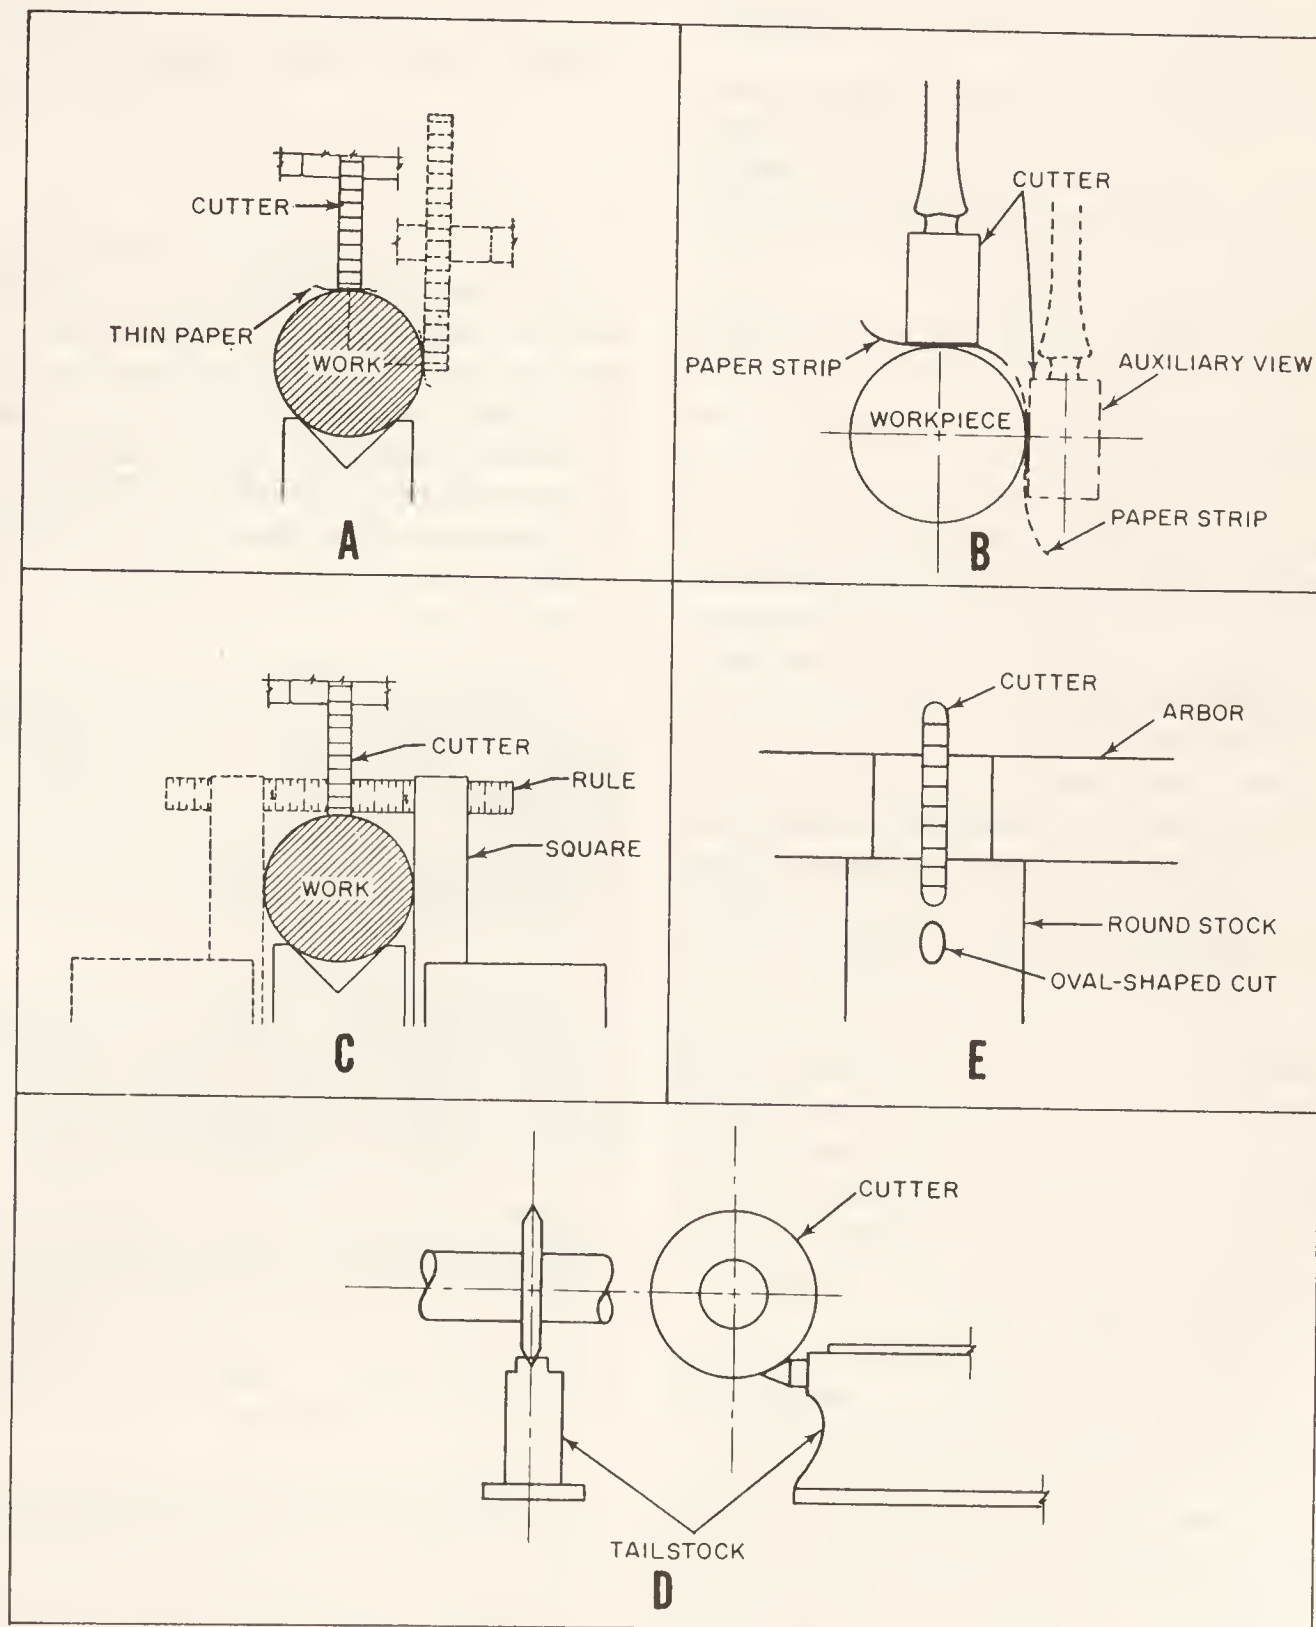 CUTTER
THIN PAPER
WORK
A
CUTTER
PAPER STRIP
AUXILIARY VIEW
WORKPIECE
PAPER STRIP
B
CUTTER
RULE
SQUARE
WORK
C
CUTTER
ARBOR
ROUND STOCK
OVAL-SHAPED CUT
E
CUTTER
TAILSTOCK
D